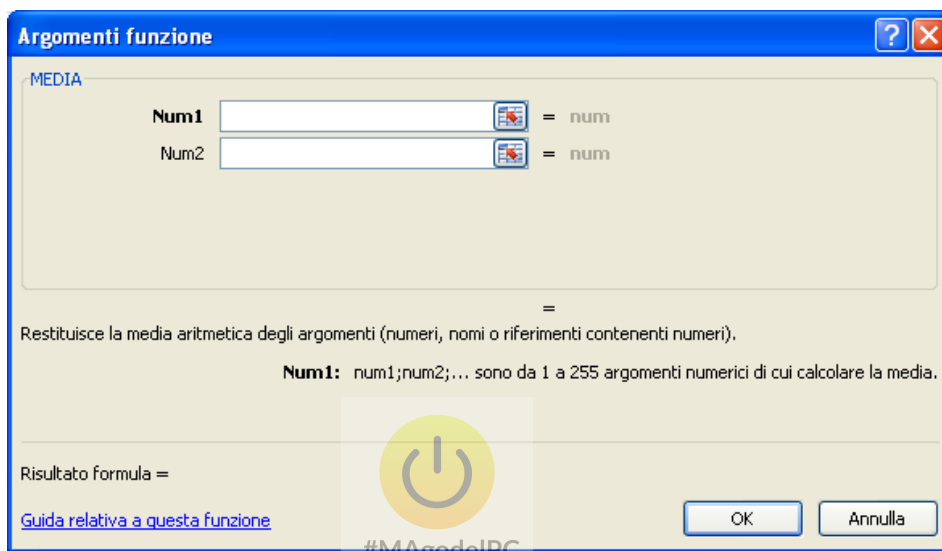 Argomenti funzione
MEDIA
Num1 = num
Num2 = num
=
Restituisce la media aritmetica degli argomenti (numeri, nomi o riferimenti contenenti numeri).
Num1: num1;num2;... sono da 1 a 255 argomenti numerici di cui calcolare la media.
Risultato formula =
Guida relativa a questa funzione
OK
Annulla
#MAgodelPC